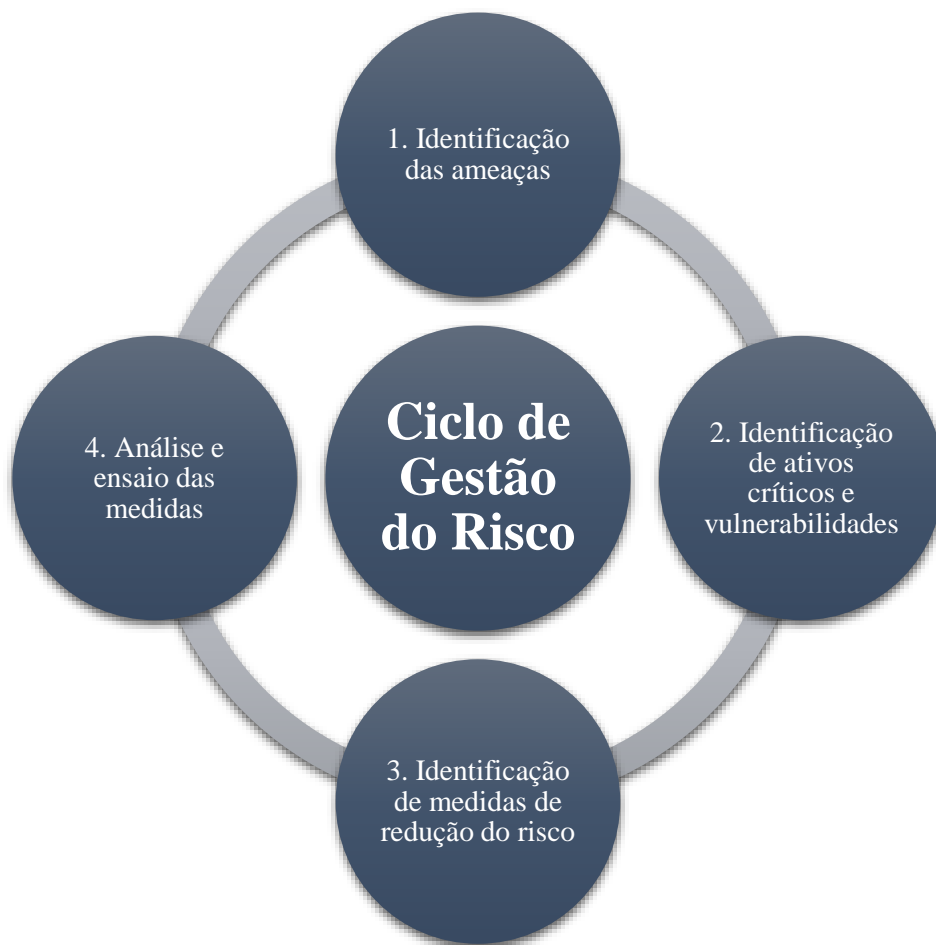 1. Identificação
das ameaças
2. Identificação
de ativos
críticos e
vulnerabilidades
3. Identificação
de medidas de
redução do risco
4. Análise e
ensaio das
medidas
Ciclo de
Gestão
do Risco